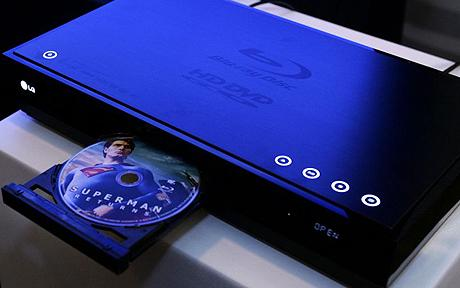 Blu-ray Disc
HD DVD
LG
SUPERMAN
RETURNS
OPEN